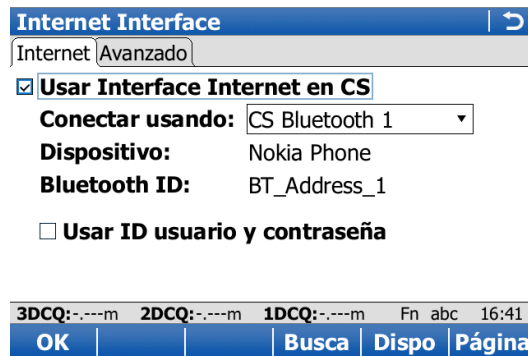 Internet Interface
Internet Avanzado
Usar Interface Internet en CS
Conectar usando: CS Bluetooth 1
Dispositivo: Nokia Phone
Bluetooth ID: BT_Address_1
Usar ID usuario y contraseña
3DCQ:-.---m 2DCQ:-.---m 1DCQ:-.---m Fn abc 16:41
OK Busca Dispo Página